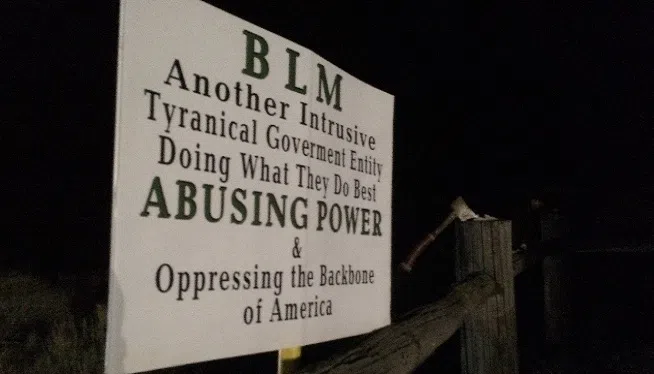 BLM
Another Intrusive
Tyranical Goverment Entity
Doing What They Do Best
ABUSING POWER
&
Oppressing the Backbone
of America